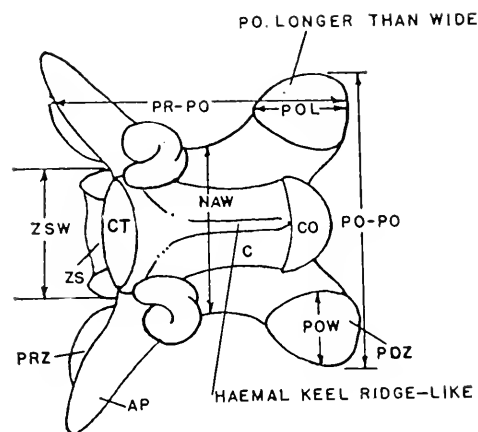 PO. LONGER THAN WIDE
PR-PO
POL
NAW
ZSW
CT
CO
PO-PO
ZS
C
POW
PRZ
POZ
AP
HAEMAL KEEL RIDGE-LIKE